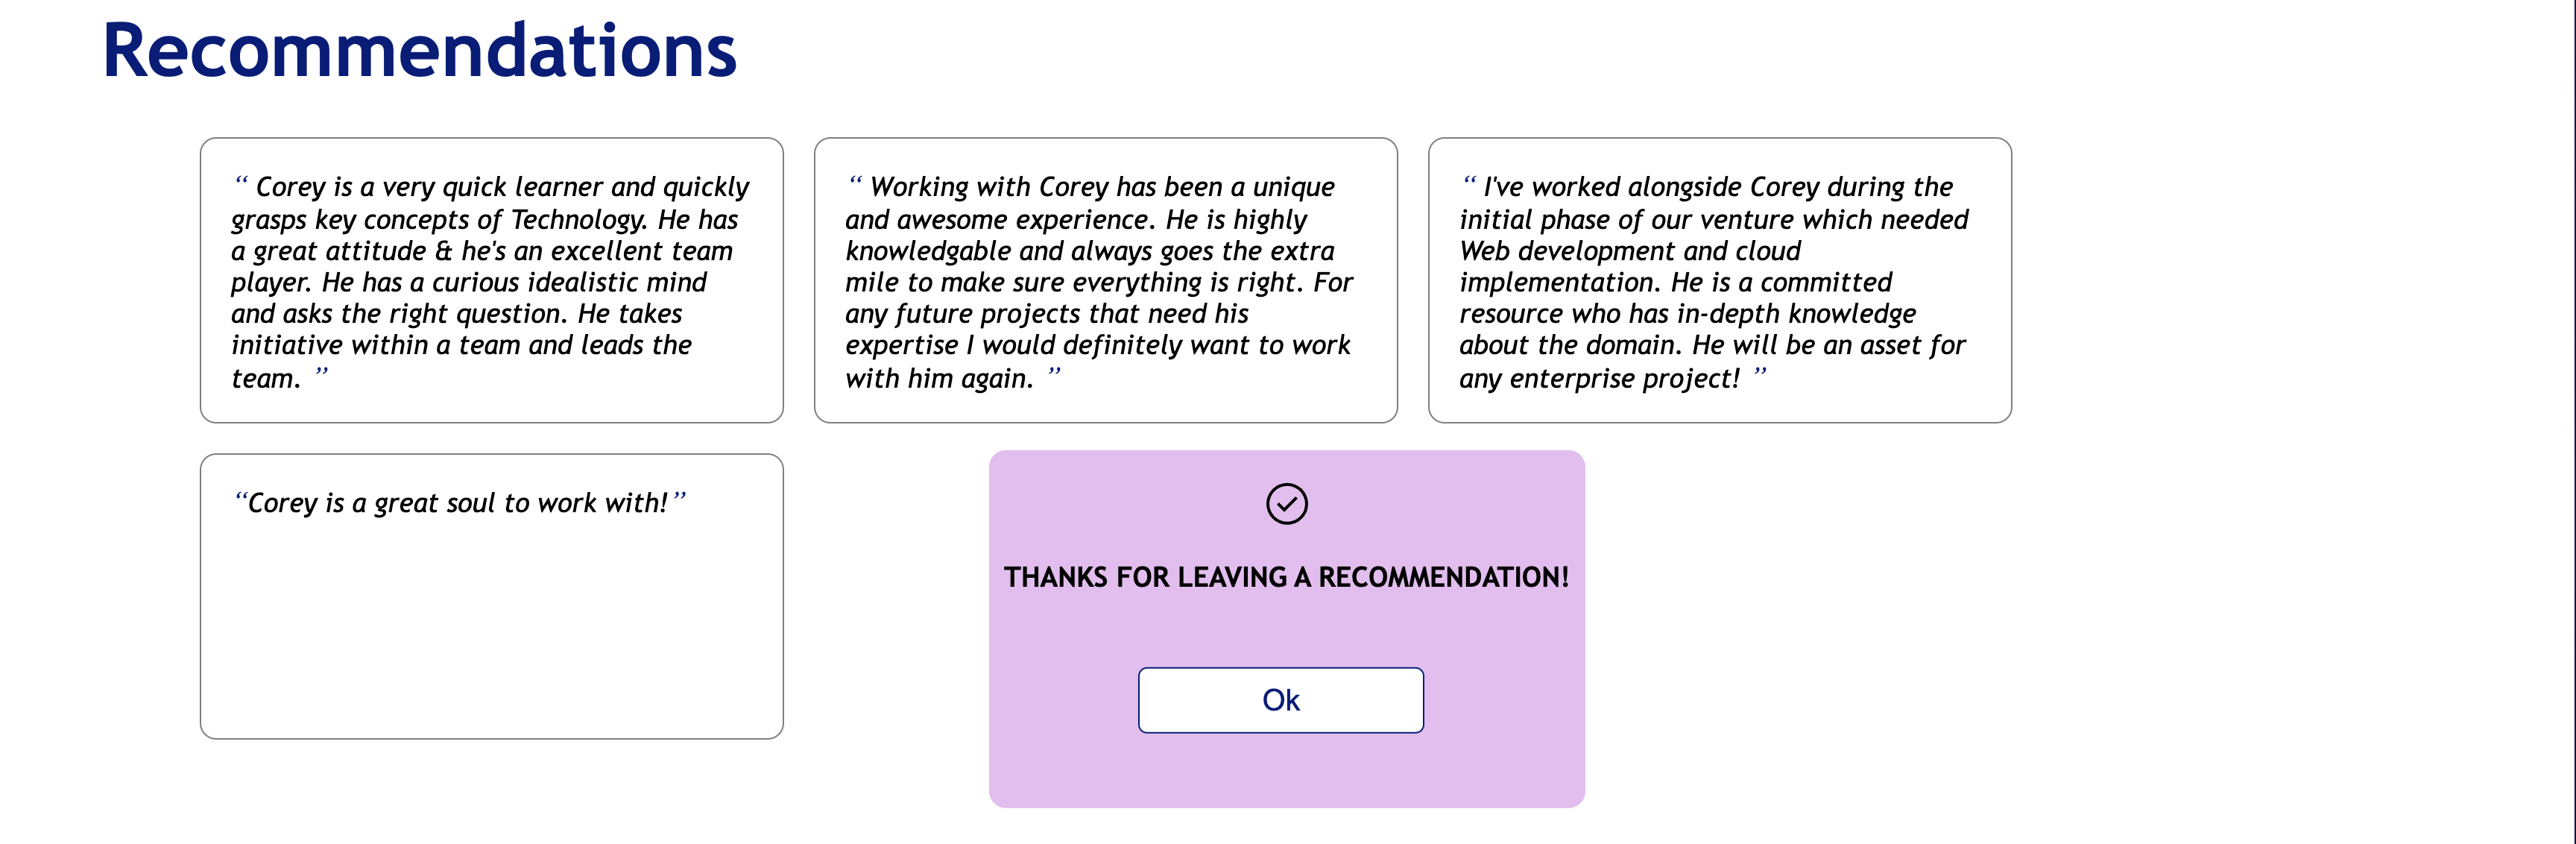 Recommendations
“ Corey is a very quick learner and quickly
grasps key concepts of Technology. He has
a great attitude & he's an excellent team
player. He has a curious idealistic mind
and asks the right question. He takes
initiative within a team and leads the
team. ”
“ Working with Corey has been a unique
and awesome experience. He is highly
knowledgable and always goes the extra
mile to make sure everything is right. For
any future projects that need his
expertise I would definitely want to work
with him again. ”
“ I've worked alongside Corey during the
initial phase of our venture which needed
Web development and cloud
implementation. He is a committed
resource who has in-depth knowledge
about the domain. He will be an asset for
any enterprise project! ”
“Corey is a great soul to work with!”
THANKS FOR LEAVING A RECOMMENDATION!
Ok